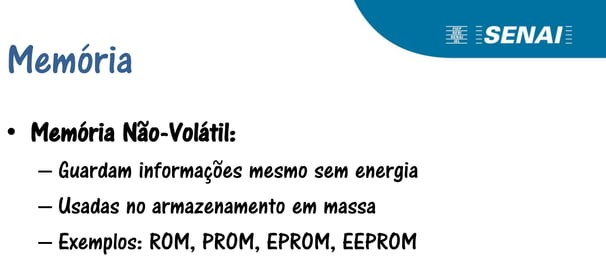 SENAI
Memória
• Memória Não-Volátil:
– Guardam informações mesmo sem energia
– Usadas no armazenamento em massa
– Exemplos: ROM, PROM, EPROM, EEPROM